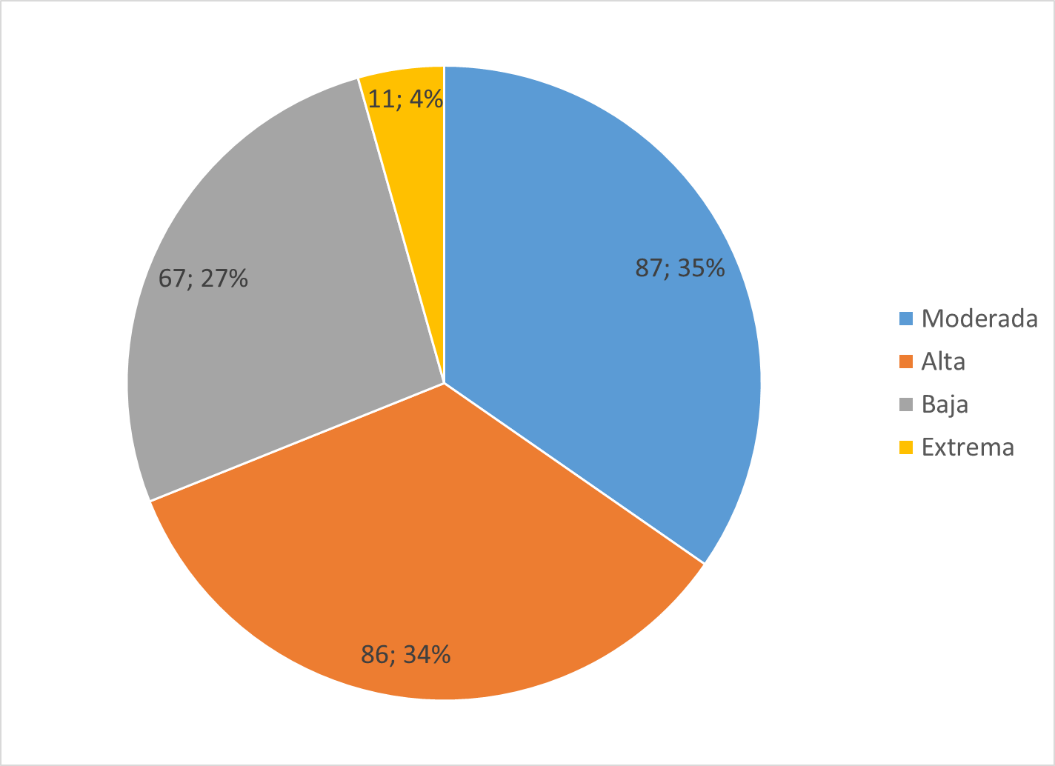 11; 4%
87; 35%
67; 27%
86; 34%
Moderada
Alta
Baja
Extrema